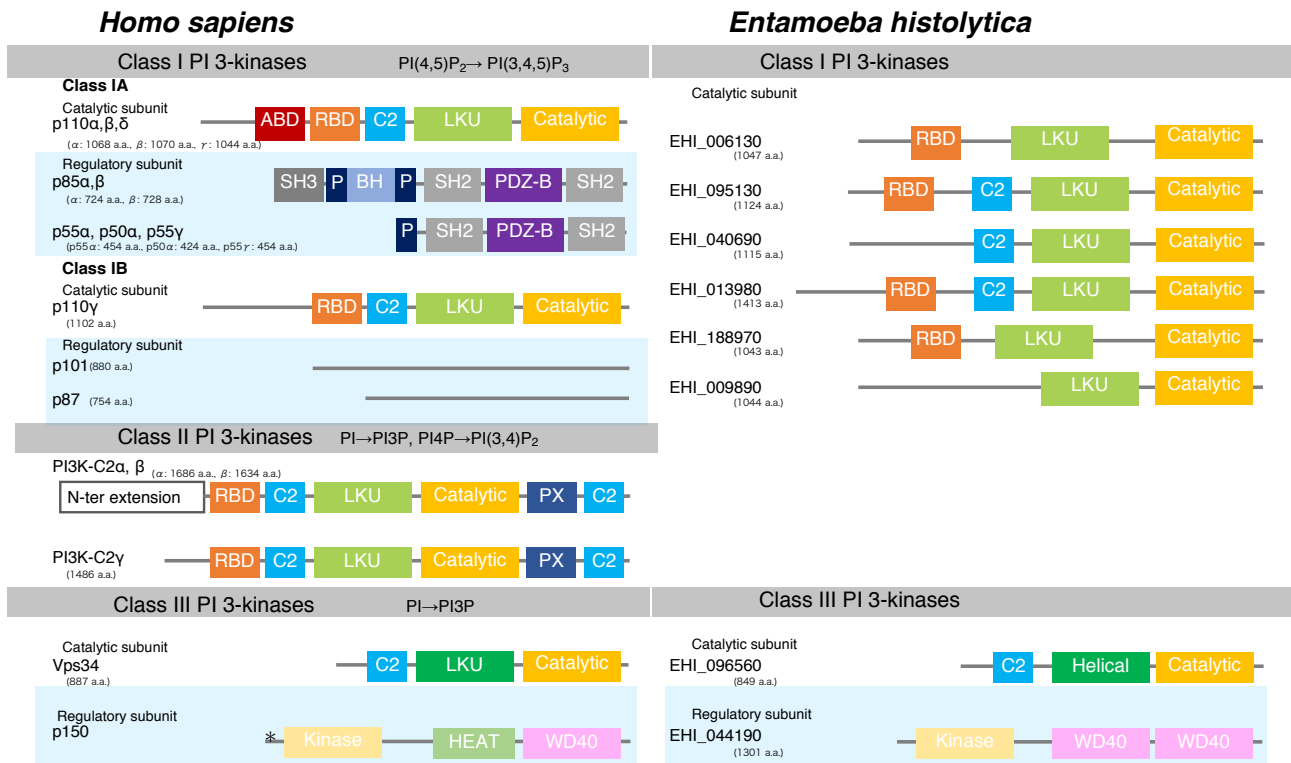 Homo sapiens
Class I PI 3-kinases PI(4,5)P₂→ PI(3,4,5)P₃
Class IA
Catalytic subunit
p110α,β,δ
(α: 1068 a.a., β: 1070 a.a., γ: 1044 a.a.)
ABD RBD C2 LKU Catalytic
Regulatory subunit
p85α,β
(α: 724 a.a., β: 728 a.a.)
SH3 P BH P SH2 PDZ-B SH2
p55α, p50α, p55γ
(p55α: 454 a.a., p50α: 424 a.a., p55γ: 454 a.a.)
P SH2 PDZ-B SH2
Class IB
Catalytic subunit
p110γ
(1102 a.a.)
RBD C2 LKU Catalytic
Regulatory subunit
p101(880 a.a.)
p87 (754 a.a.)
Class II PI 3-kinases PI→PI3P, PI4P→PI(3,4)P₂
PI3K-C2α, β (α: 1686 a.a., β: 1634 a.a.)
N-ter extension RBD C2 LKU Catalytic PX C2
PI3K-C2γ
(1486 a.a.)
RBD C2 LKU Catalytic PX C2
Class III PI 3-kinases PI→PI3P
Catalytic subunit
Vps34
(887 a.a.)
C2 LKU Catalytic
Regulatory subunit
p150
* Kinase HEAT WD40
Entamoeba histolytica
Class I PI 3-kinases
Catalytic subunit
EHI_006130
(1047 a.a.)
RBD LKU Catalytic
EHI_095130
(1124 a.a.)
RBD C2 LKU Catalytic
EHI_040690
(1115 a.a.)
C2 LKU Catalytic
EHI_013980
(1413 a.a.)
RBD C2 LKU Catalytic
EHI_188970
(1043 a.a.)
RBD LKU Catalytic
EHI_009890
(1044 a.a.)
LKU Catalytic
Class III PI 3-kinases
Catalytic subunit
EHI_096560
(849 a.a.)
C2 Helical Catalytic
Regulatory subunit
EHI_044190
(1301 a.a.)
Kinase WD40 WD40